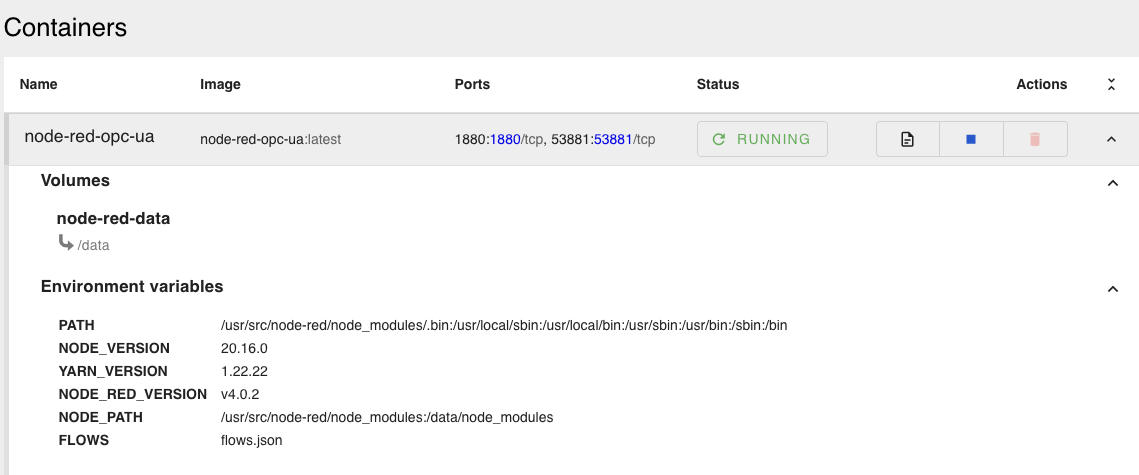 Containers
Name Image Ports Status Actions
node-red-opc-ua node-red-opc-ua:latest 1880:1880/tcp, 53881:53881/tcp RUNNING
Volumes
node-red-data
/data
Environment variables
PATH /usr/src/node-red/node_modules/.bin:/usr/local/sbin:/usr/local/bin:/usr/sbin:/usr/bin:/sbin:/bin
NODE_VERSION 20.16.0
YARN_VERSION 1.22.22
NODE_RED_VERSION v4.0.2
NODE_PATH /usr/src/node-red/node_modules:/data/node_modules
FLOWS flows.json